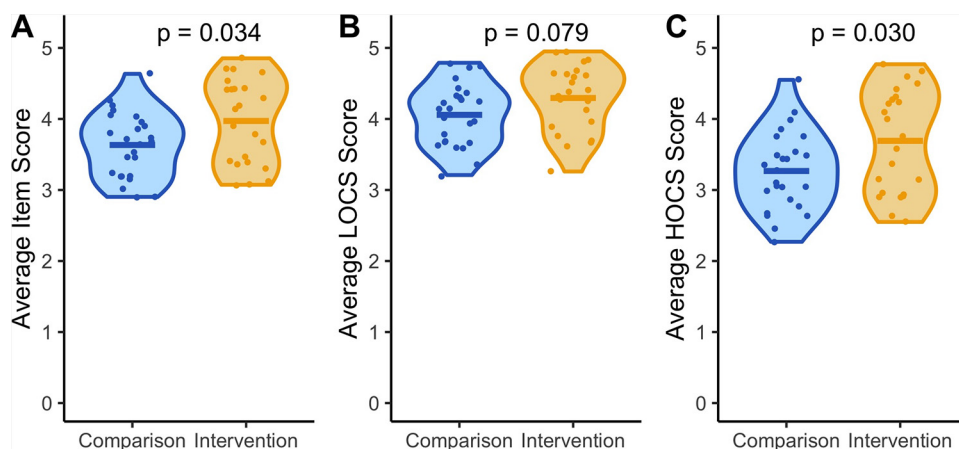 A
p = 0.034
Average Item Score
5
4
3
2
1
0
Comparison Intervention
B
p = 0.079
Average LOCS Score
5
4
3
2
1
0
Comparison Intervention
C
p = 0.030
Average HOCS Score
5
4
3
2
1
0
Comparison Intervention